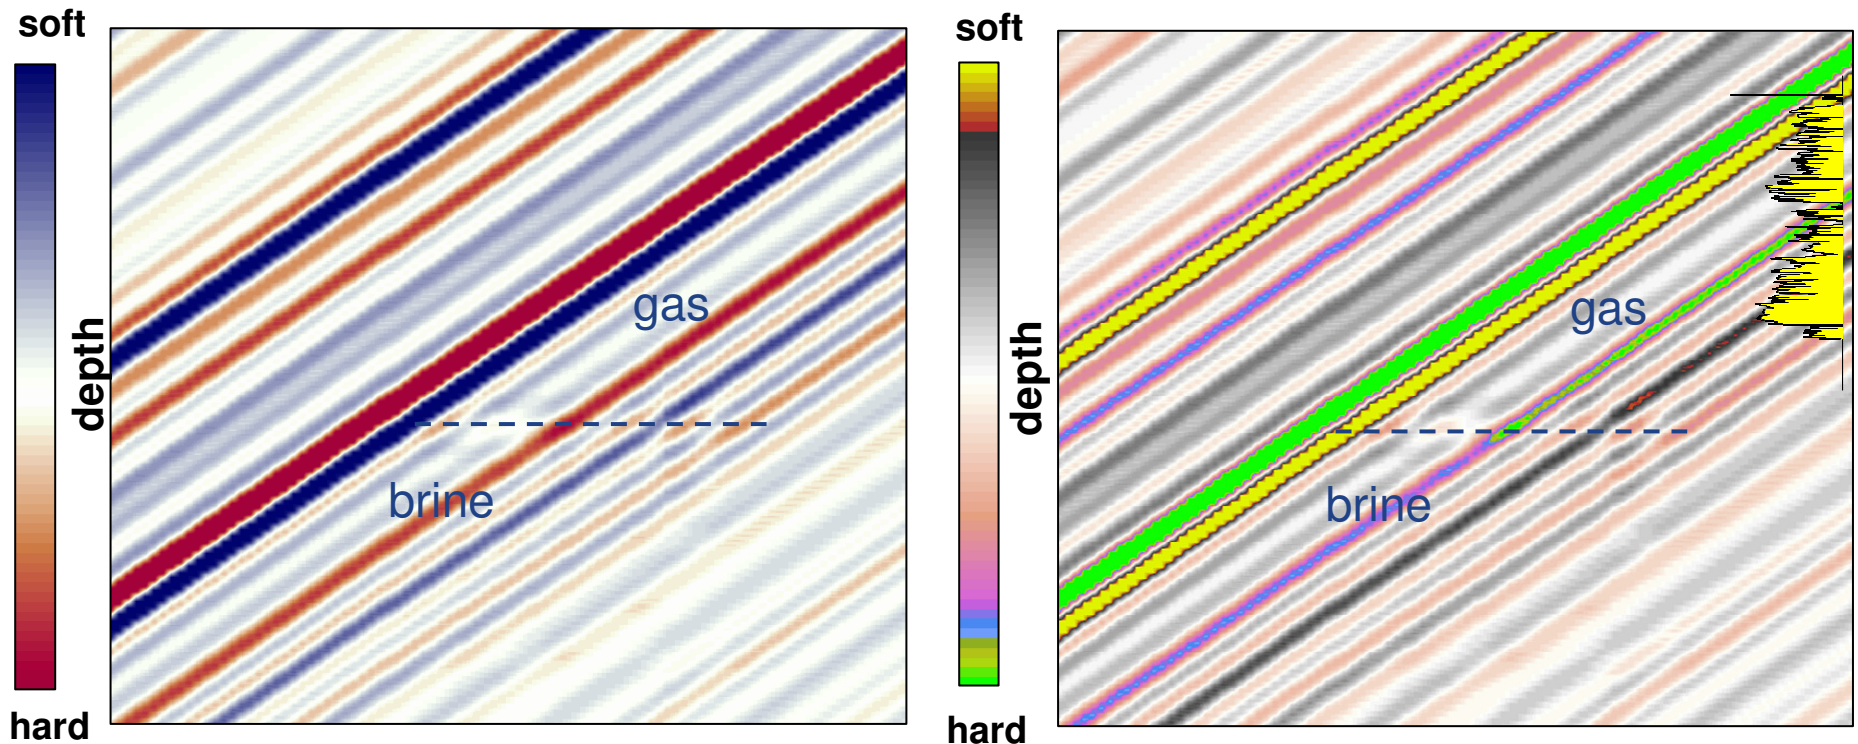 soft
depth
hard
gas
brine
soft
depth
hard
gas
brine